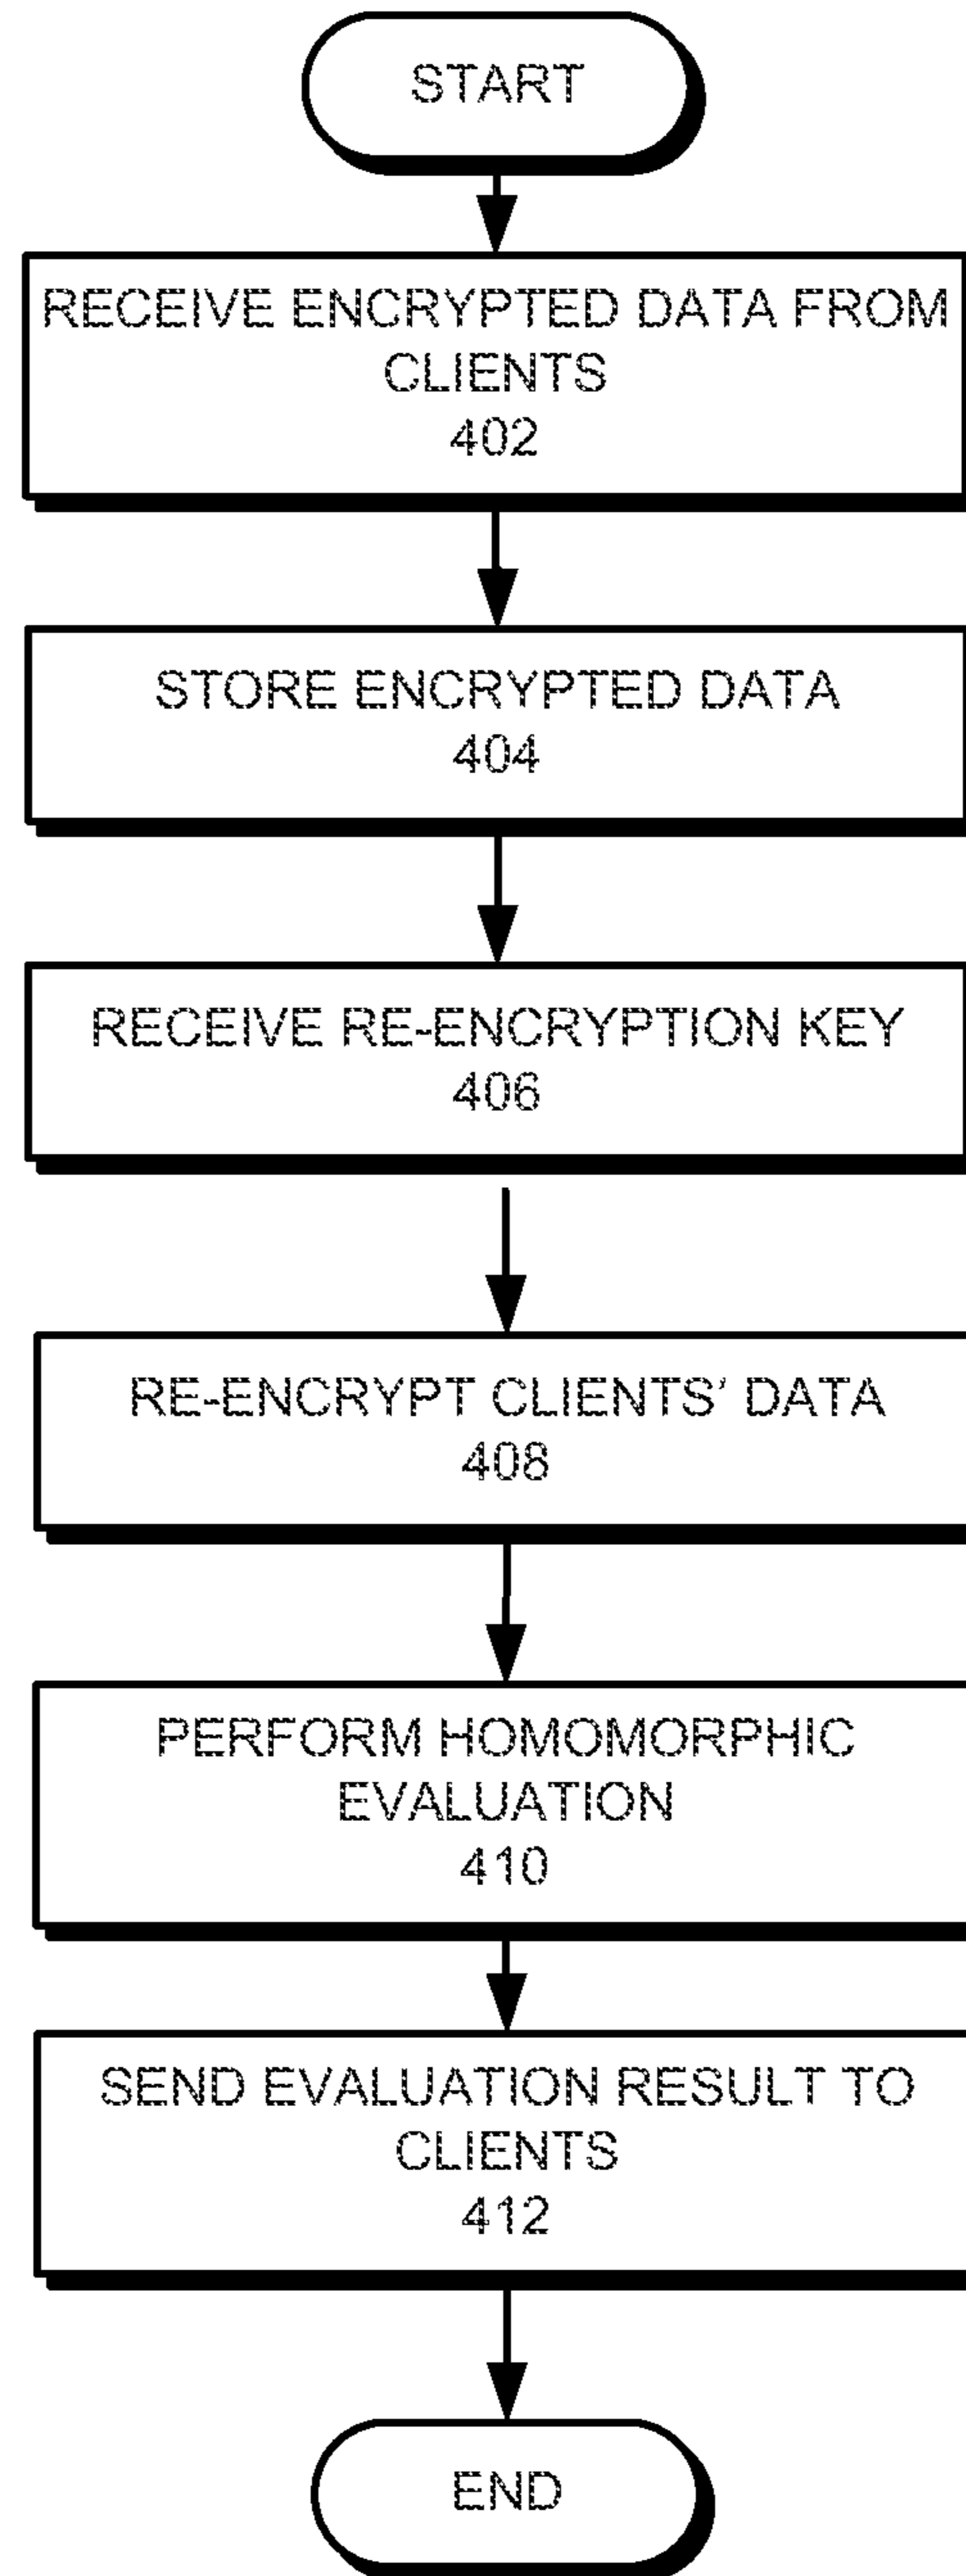 START
RECEIVE ENCRYPTED DATA FROM
CLIENTS
402
STORE ENCRYPTED DATA
404
RECEIVE RE-ENCRYPTION KEY
406
RE-ENCRYPT CLIENTS’ DATA
408
PERFORM HOMOMORPHIC
EVALUATION
410
SEND EVALUATION RESULT TO
CLIENTS
412
END